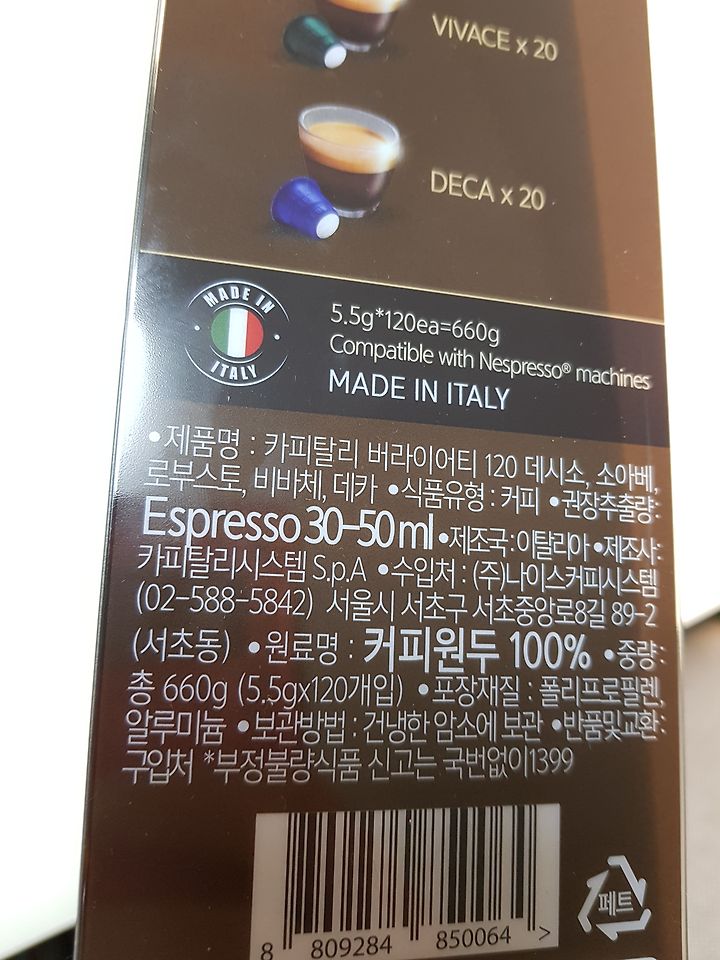 VIVACE x 20
DECA x 20
MADE IN
ITALY
5.5g*120ea=660g
Compatible with Nespresso® machines
MADE IN ITALY
•제품명 : 카피탈리 버라이어티 120 데시소, 소아베,
로부스토, 비바체, 데카 •식품유형 : 커피 •권장추출량:
Espresso 30-50ml •제조국:이탈리아 •제조사:
카피탈리시스템 S.p.A •수입처 : (주)나이스커피시스템
(02-588-5842) 서울시 서초구 서초중앙로8길 89-2
(서초동) •원료명 : 커피원두 100% •중량:
총 660g (5.5gx120개입) •포장재질 : 폴리프로필렌,
알루미늄 •보관방법 : 건냉한 암소에 보관 •반품및교환:
구입처 *부정불량식품 신고는 국번없이1399
8 809284 850064 >
페트